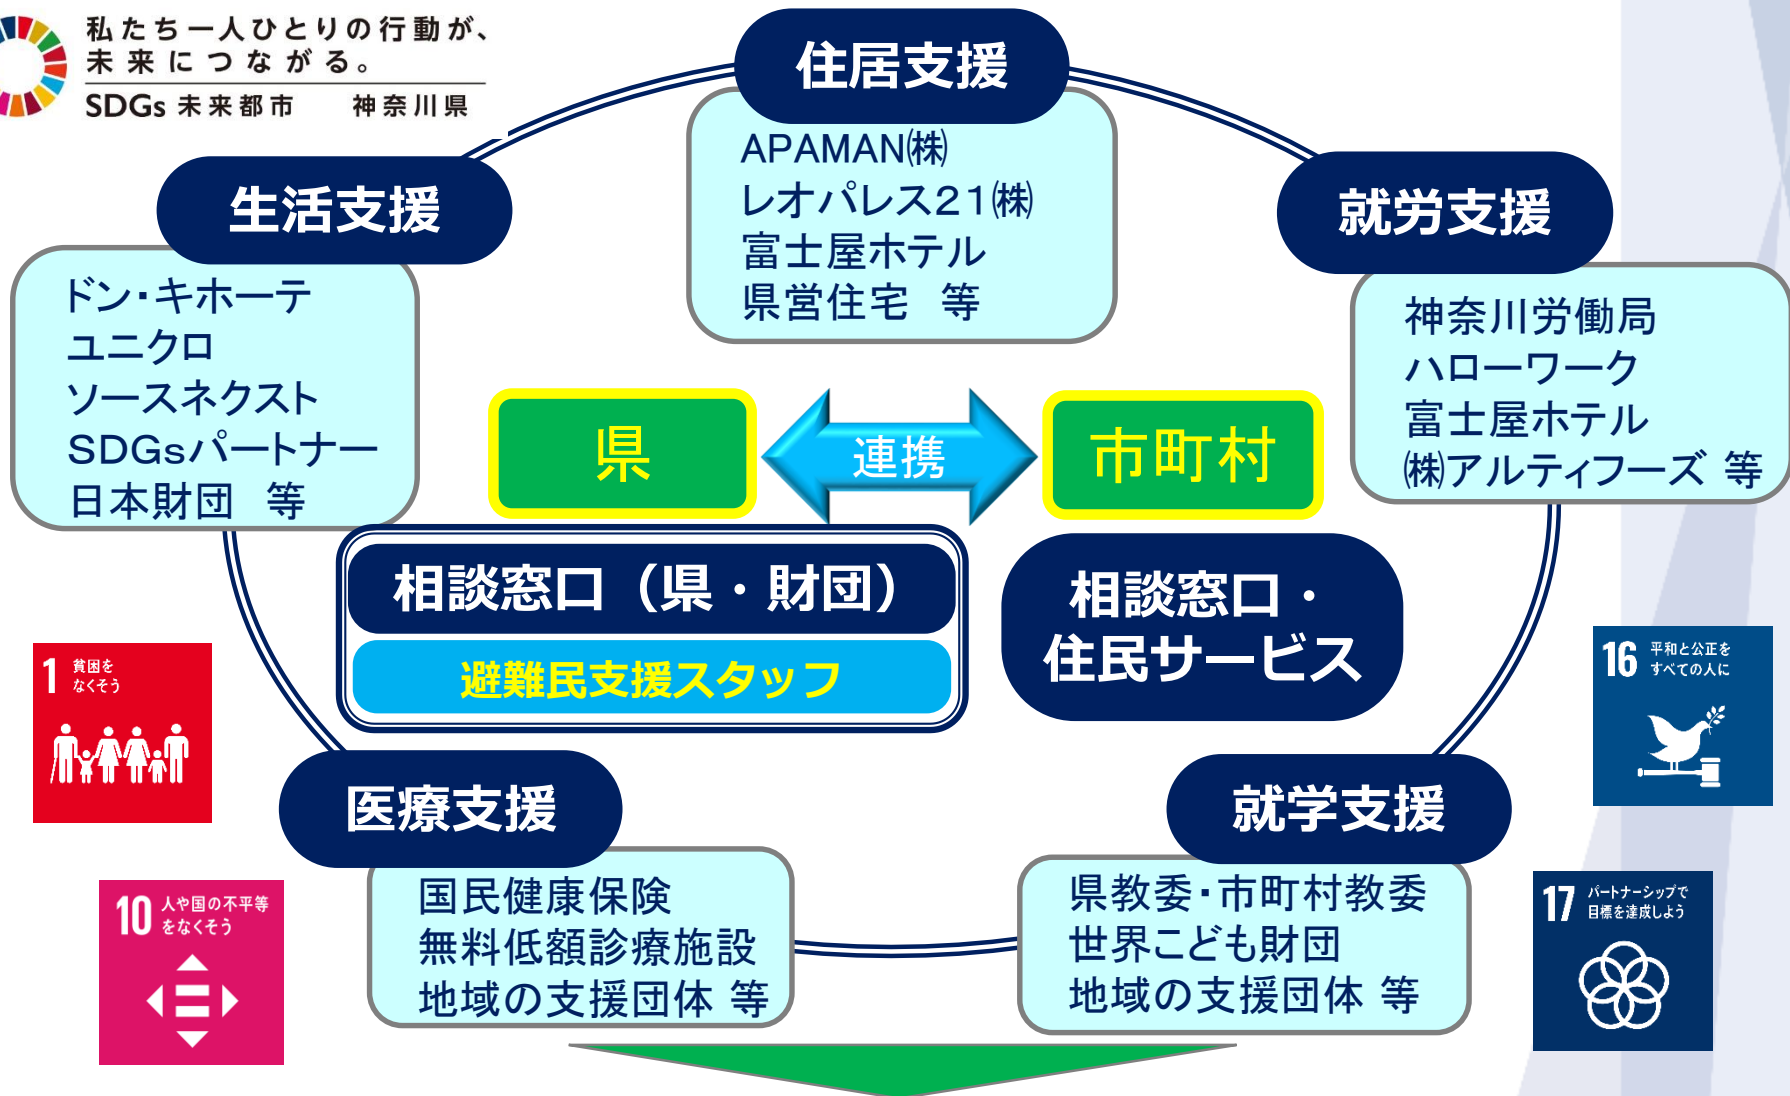 私たち一人ひとりの行動が、
未来につながる。
SDGs 未来都市　神奈川県
住居支援
APAMAN㈱
レオパレス21㈱
富士屋ホテル
県営住宅　等
生活支援
ドン・キホーテ
ユニクロ
ソースネクスト
SDGsパートナー
日本財団　等
就労支援
神奈川労働局
ハローワーク
富士屋ホテル
㈱アルティフーズ 等
県
連携
市町村
相談窓口（県・財団）
避難民支援スタッフ
相談窓口・
住民サービス
1 貧困を
なくそう
16 平和と公正を
すべての人に
医療支援
国民健康保険
無料低額診療施設
地域の支援団体 等
就学支援
県教委・市町村教委
世界こども財団
地域の支援団体 等
10 人や国の不平等
をなくそう
17 パートナーシップで
目標を達成しよう